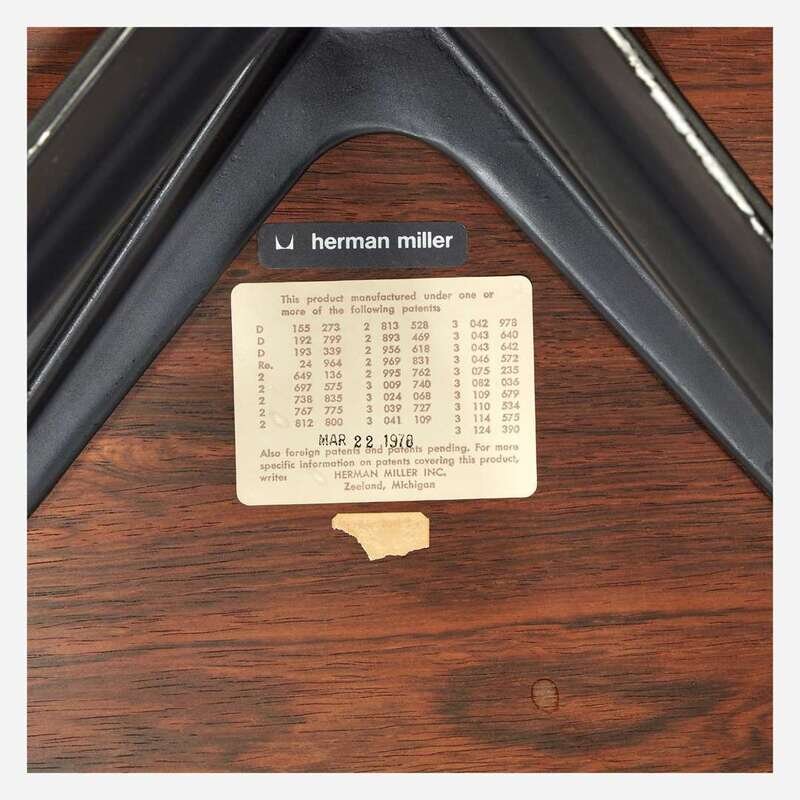 herman miller
This product manufactured under one or
more of the following patents
D 155 273 2 813 528 3 042 978
D 192 799 2 893 469 3 043 640
D 193 339 2 956 618 3 043 642
Re. 24 964 2 969 831 3 046 572
2 649 136 2 995 762 3 075 235
2 697 575 3 009 740 3 082 036
2 738 835 3 024 068 3 109 679
2 767 775 3 039 727 3 110 534
2 812 800 3 041 109 3 114 575
3 124 390
MAR 22 1978
Also foreign patents and patents pending. For more
specific information on patents covering this product,
write: HERMAN MILLER INC.
Zeeland, Michigan